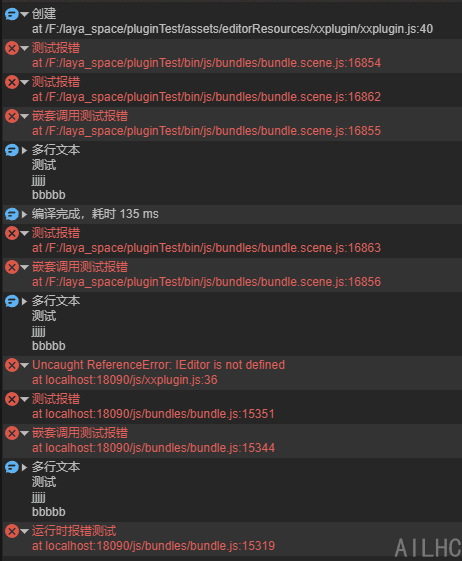 创建
at /F:/laya_space/pluginTest/assets/editorResources/xxplugin/xxplugin.js:40
测试报错
at /F:/laya_space/pluginTest/bin/js/bundles/bundle.scene.js:16854
测试报错
at /F:/laya_space/pluginTest/bin/js/bundles/bundle.scene.js:16862
嵌套调用测试报错
at /F:/laya_space/pluginTest/bin/js/bundles/bundle.scene.js:16855
多行文本
测试
jjjjj
bbbbb
编译完成，耗时 135 ms
测试报错
at /F:/laya_space/pluginTest/bin/js/bundles/bundle.scene.js:16863
嵌套调用测试报错
at /F:/laya_space/pluginTest/bin/js/bundles/bundle.scene.js:16856
多行文本
测试
jjjjj
bbbbb
Uncaught ReferenceError: IEditor is not defined
at localhost:18090/js/xxplugin.js:36
测试报错
at localhost:18090/js/bundles/bundle.js:15351
嵌套调用测试报错
at localhost:18090/js/bundles/bundle.js:15344
多行文本
测试
jjjjj
bbbbb
运行时报错测试
at localhost:18090/js/bundles/bundle.js:15319
AILHC